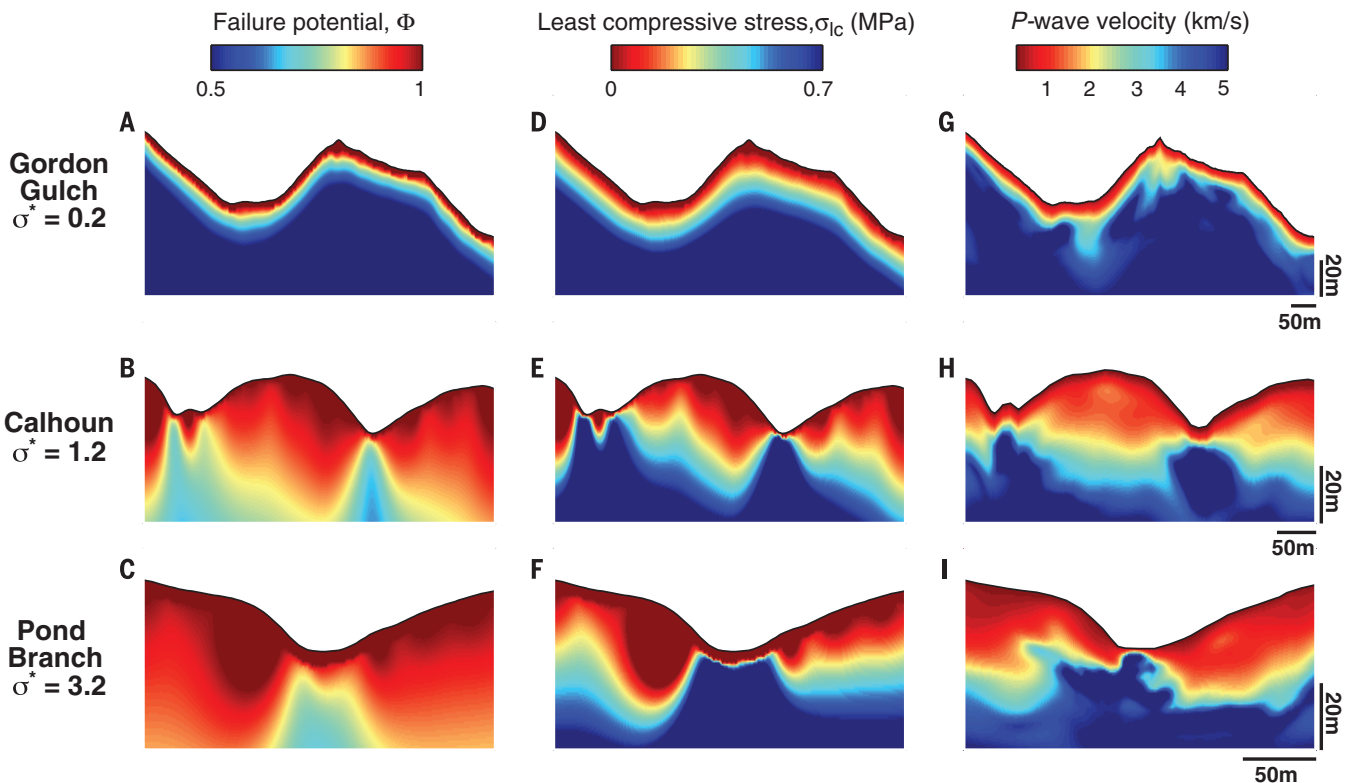 Failure potential, Φ
Least compressive stress,σlc (MPa)
P-wave velocity (km/s)
0.5 1
0 0.7
1 2 3 4 5
A
D
G
Gordon
Gulch
σ* = 0.2
20m
50m
B
E
H
Calhoun
σ* = 1.2
20m
50m
C
F
I
Pond
Branch
σ* = 3.2
20m
50m